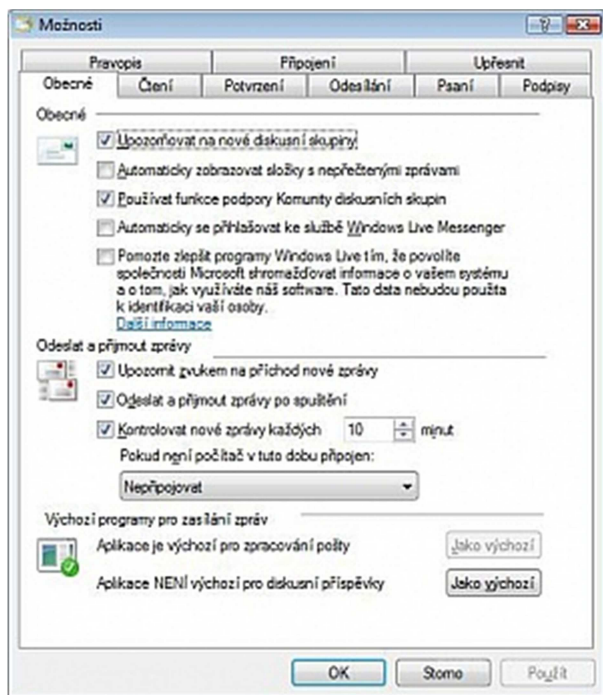 Možnosti
Pravopis Připojení Upřesnit
Obecné Čtení Potvrzení Odesílání Psaní Podpisy
Obecné
Upozorňovat na nové diskusní skupiny
Automaticky zobrazovat složky s nepřečtenými zprávami
Používat funkce podpory Komunity diskusních skupin
Automaticky se přihlašovat ke službě Windows Live Messenger
Pomozte zlepšit programy Windows Live tím, že povolíte
společnosti Microsoft shromažďovat informace o vašem systému
a o tom, jak využíváte náš software. Tato data nebudou použita
k identifikaci vaší osoby.
Další informace
Odeslat a přijmout zprávy
Upozornit zvukem na příchod nové zprávy
Odeslat a přijmout zprávy po spuštění
Kontrolovat nové zprávy každých 10 minut
Pokud není počítač v tuto dobu připojen:
Nepřipojovat
Výchozí programy pro zasílání zpráv
Aplikace je výchozí pro zpracování pošty Jako výchozí
Aplikace NENÍ výchozí pro diskusní příspěvky Jako výchozí
OK Storno Použít